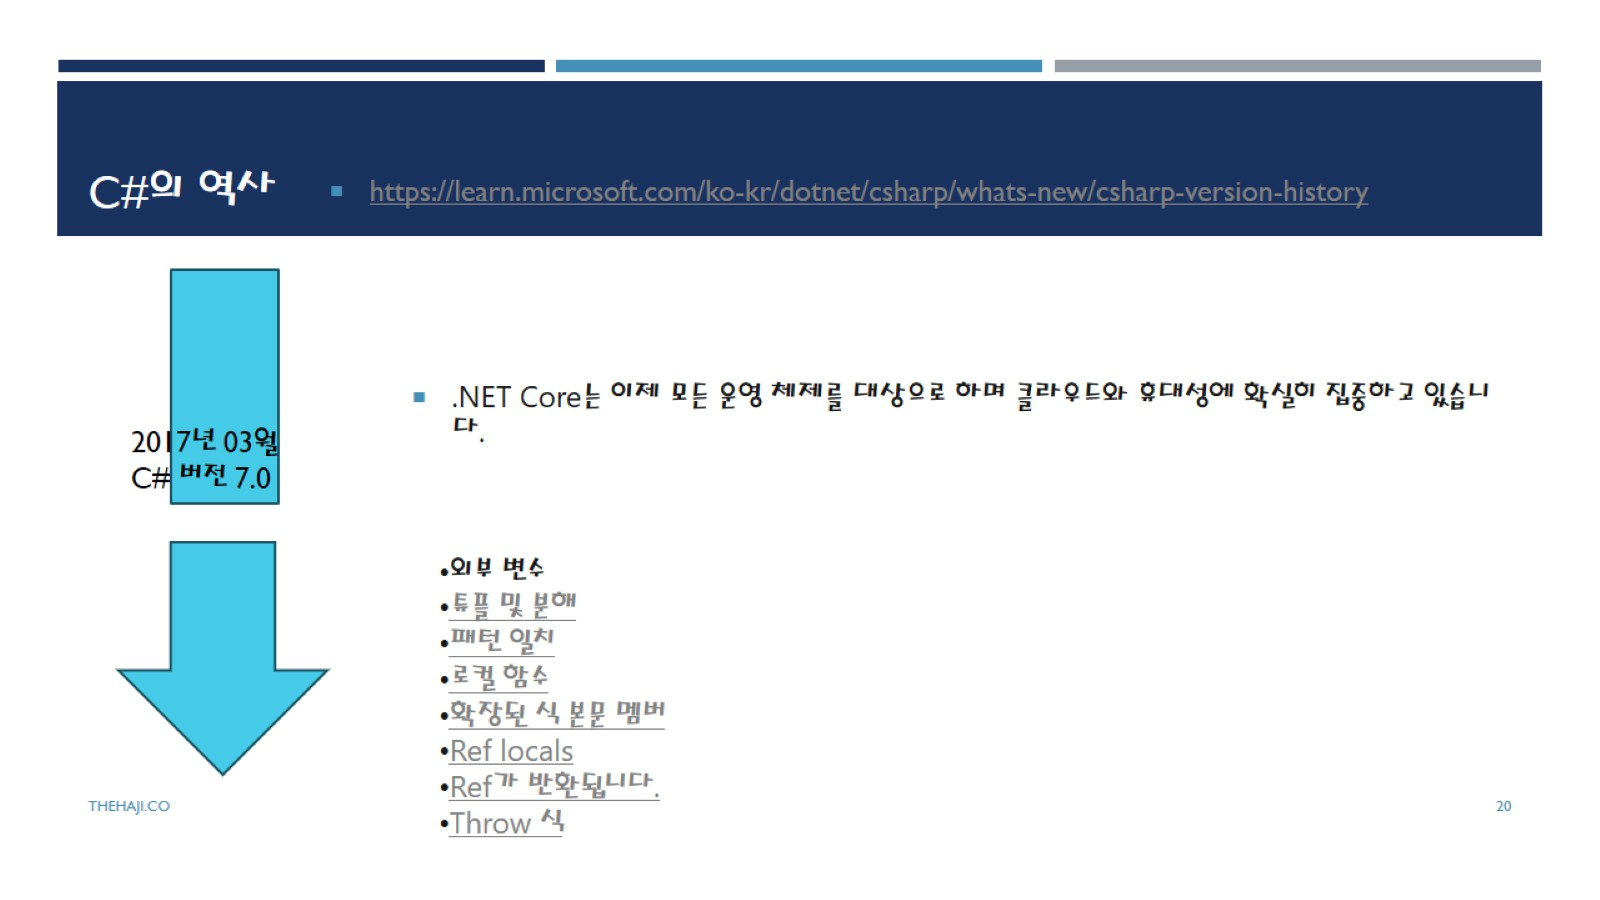 C#의 역사
https://learn.microsoft.com/ko-kr/dotnet/csharp/whats-new/csharp-version-history
.NET Core는 이제 모든 운영 체제를 대상으로 하며 클라우드와 휴대성에 확실히 집중하고 있습니
다.
2017년 03월
C# 버전 7.0
•외부 변수
•튜플 및 분해
•패턴 일치
•로컬 함수
•확장된 식 본문 멤버
•Ref locals
•Ref가 반환됩니다.
•Throw 식
THEHAJI.CO
20